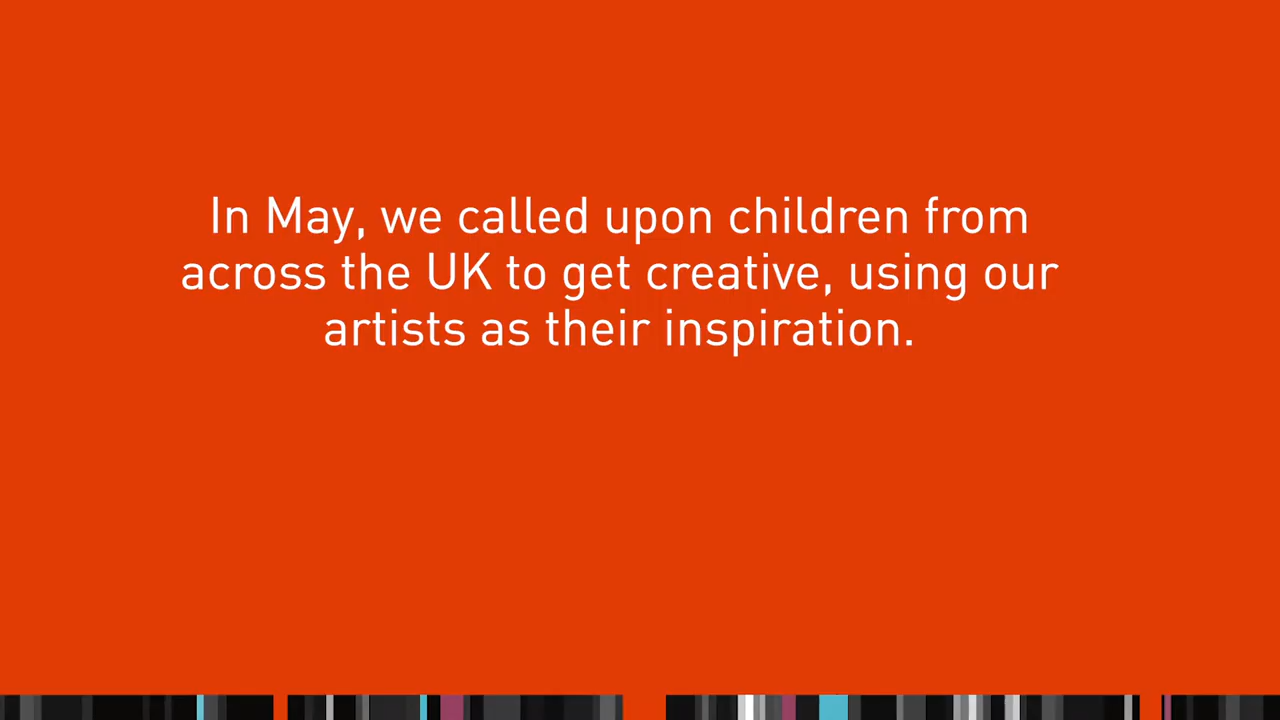 In May, we called upon children from
across the UK to get creative, using our
artists as their inspiration.